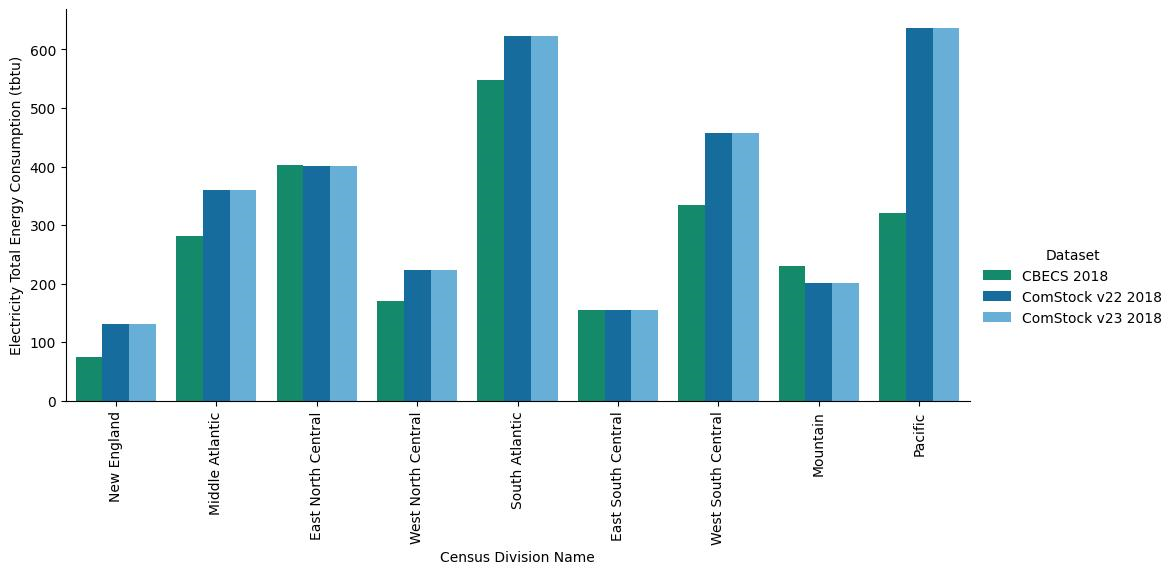 Electricity Total Energy Consumption (tbtu)
600
500
400
300
200
100
0
New England
Middle Atlantic
East North Central
West North Central
South Atlantic
East South Central
West South Central
Mountain
Pacific
Census Division Name
Dataset
CBECS 2018
ComStock v22 2018
ComStock v23 2018